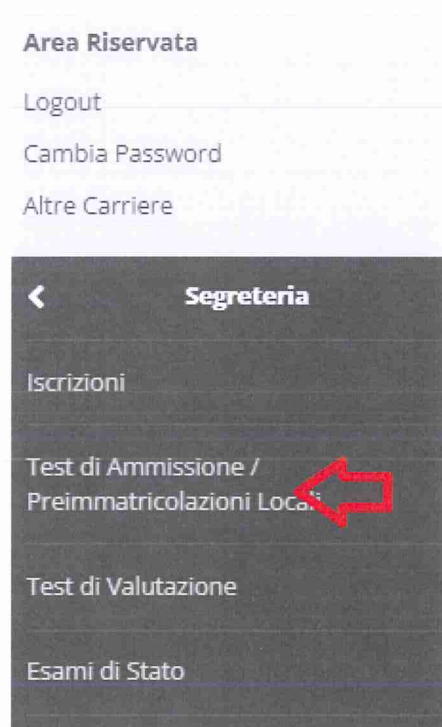 Area Riservata
Logout
Cambia Password
Altre Carriere
Segreteria
Iscrizioni
Test di Ammissione /
Preimmatricolazioni Locali
Test di Valutazione
Esami di Stato